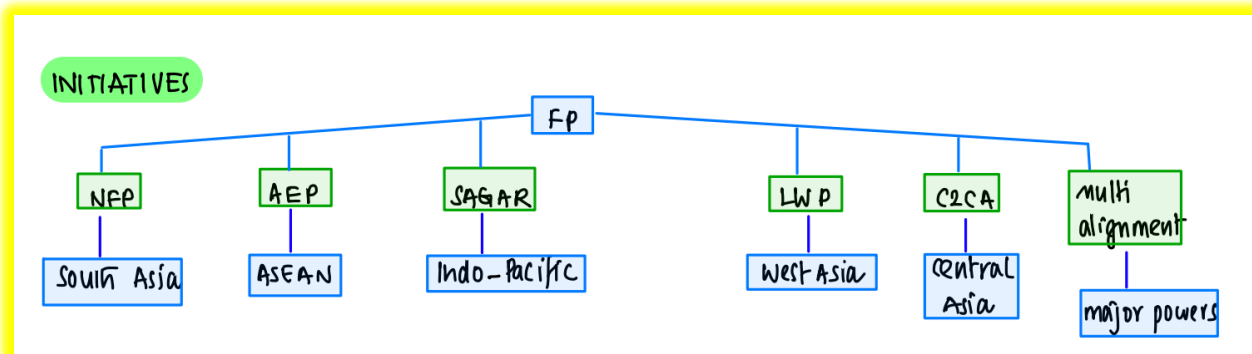 INITIATIVES
FP
NFP
AEP
SAGAR
LWP
C2CA
multi
alignment
South Asia
ASEAN
Indo-Pacific
West Asia
central
Asia
major powers